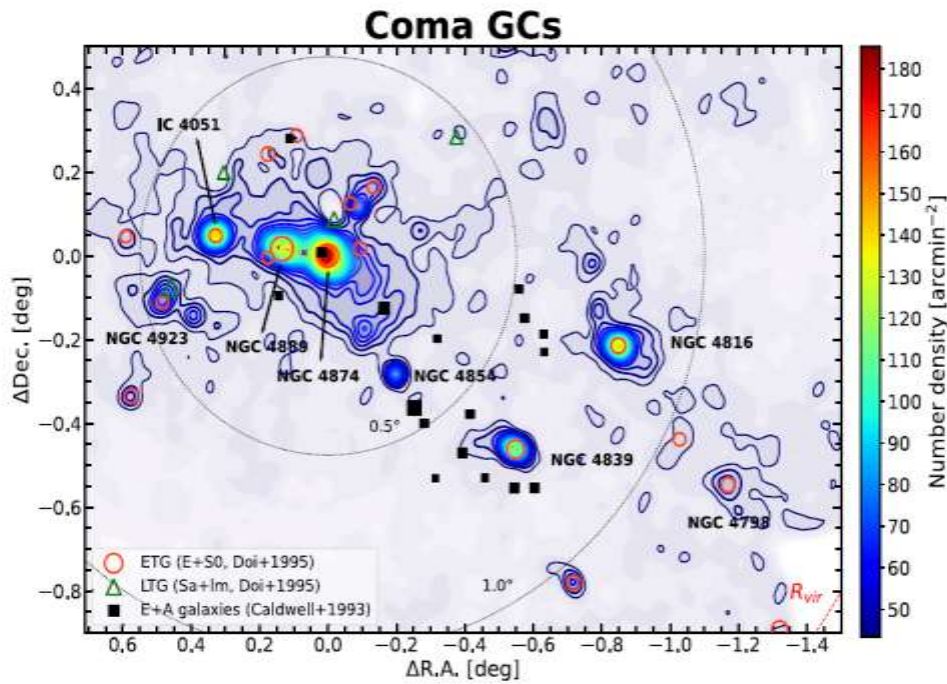 Coma GCs
IC 4051
NGC 4923
NGC 4889
NGC 4874
NGC 4854
NGC 4816
NGC 4839
NGC 4798
0.5°
1.0°
R_vir
ETG (E+S0, Doi+1995)
LTG (Sa+Im, Doi+1995)
E+A galaxies (Caldwell+1993)
0.4
0.2
0.0
−0.2
−0.4
−0.6
−0.8
ΔDec. [deg]
0.6 0.4 0.2 0.0 −0.2 −0.4 −0.6 −0.8 −1.0 −1.2 −1.4
ΔR.A. [deg]
180
170
160
150
140
130
120
110
100
90
80
70
60
50
Number density [arcmin⁻²]